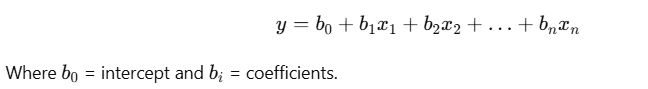 y = b₀ + b₁x₁ + b₂x₂ + . . . + bₙxₙ
Where b₀ = intercept and bᵢ = coefficients.